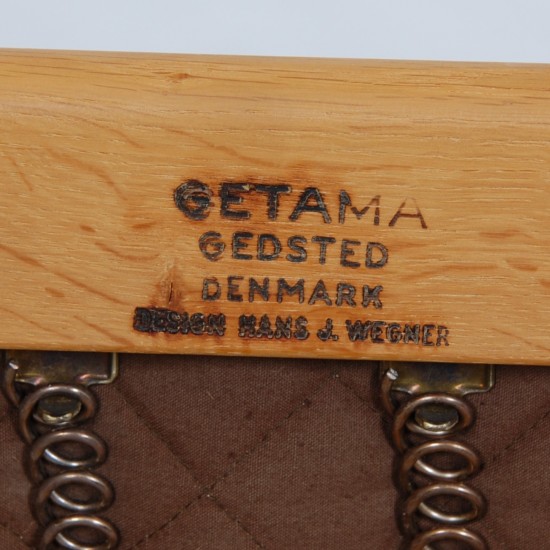 GETAMA
GEDSTED
DENMARK
DESIGN HANS J. WEGNER